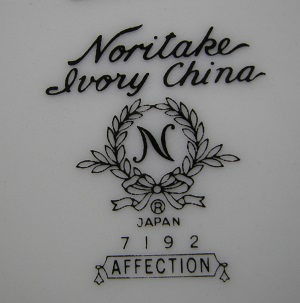 Noritake
Ivory China
N
®
JAPAN
7192
AFFECTION